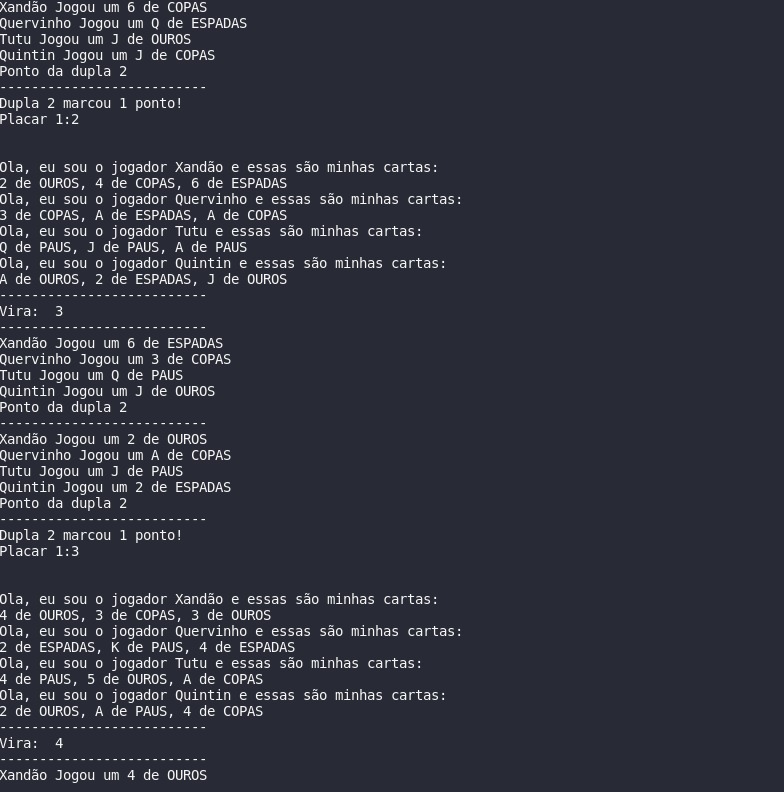 Xandão Jogou um 6 de COPAS
Quervinho Jogou um Q de ESPADAS
Tutu Jogou um J de OUROS
Quintin Jogou um J de COPAS
Ponto da dupla 2
--------------------------
Dupla 2 marcou 1 ponto!
Placar 1:2
Ola, eu sou o jogador Xandão e essas são minhas cartas:
2 de OUROS, 4 de COPAS, 6 de ESPADAS
Ola, eu sou o jogador Quervinho e essas são minhas cartas:
3 de COPAS, A de ESPADAS, A de COPAS
Ola, eu sou o jogador Tutu e essas são minhas cartas:
Q de PAUS, J de PAUS, A de PAUS
Ola, eu sou o jogador Quintin e essas são minhas cartas:
A de OUROS, 2 de ESPADAS, J de OUROS
--------------------------
Vira:  3
--------------------------
Xandão Jogou um 6 de ESPADAS
Quervinho Jogou um 3 de COPAS
Tutu Jogou um Q de PAUS
Quintin Jogou um J de OUROS
Ponto da dupla 2
--------------------------
Xandão Jogou um 2 de OUROS
Quervinho Jogou um A de COPAS
Tutu Jogou um J de PAUS
Quintin Jogou um 2 de ESPADAS
Ponto da dupla 2
--------------------------
Dupla 2 marcou 1 ponto!
Placar 1:3
Ola, eu sou o jogador Xandão e essas são minhas cartas:
4 de OUROS, 3 de COPAS, 3 de OUROS
Ola, eu sou o jogador Quervinho e essas são minhas cartas:
2 de ESPADAS, K de PAUS, 4 de ESPADAS
Ola, eu sou o jogador Tutu e essas são minhas cartas:
4 de PAUS, 5 de OUROS, A de COPAS
Ola, eu sou o jogador Quintin e essas são minhas cartas:
2 de OUROS, A de PAUS, 4 de COPAS
--------------------------
Vira:  4
--------------------------
Xandão Jogou um 4 de OUROS